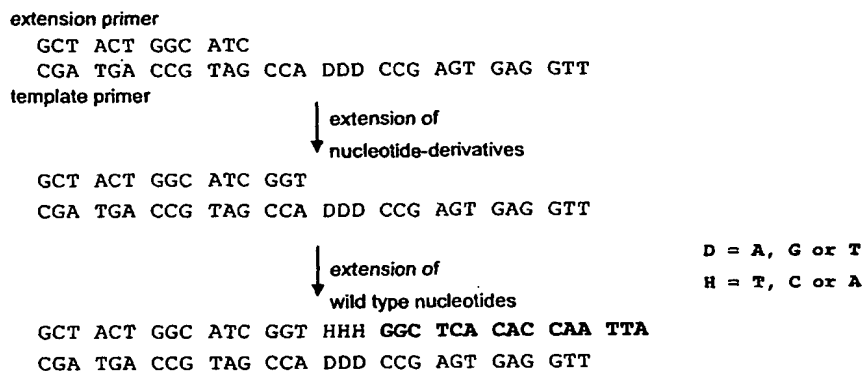 extension primer
GCT ACT GGC ATC
CGA TGA CCG TAG CCA DDD CCG AGT GAG GTT
template primer
extension of
nucleotide-derivatives
GCT ACT GGC ATC GGT
CGA TGA CCG TAG CCA DDD CCG AGT GAG GTT
D = A, G or T
extension of
H = T, C or A
wild type nucleotides
GCT ACT GGC ATC GGT HHH GGC TCA CAC CAA TTA
CGA TGA CCG TAG CCA DDD CCG AGT GAG GTT